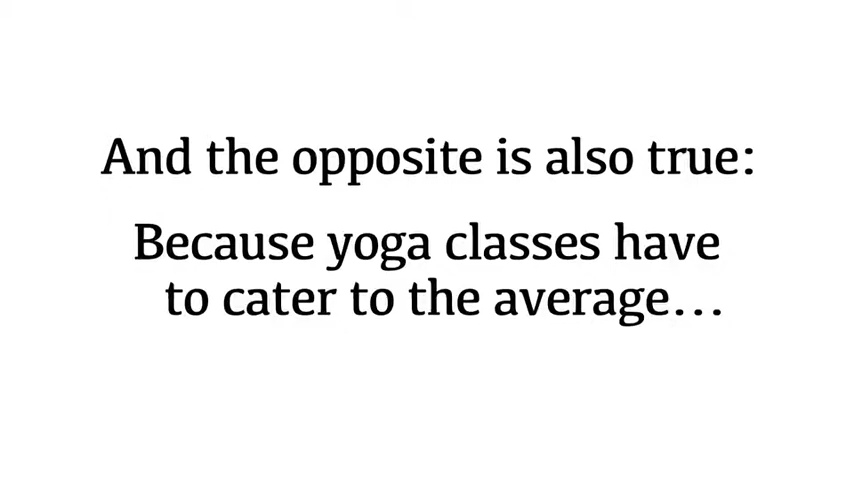 And the opposite is also true:
Because yoga classes have
to cater to the average…